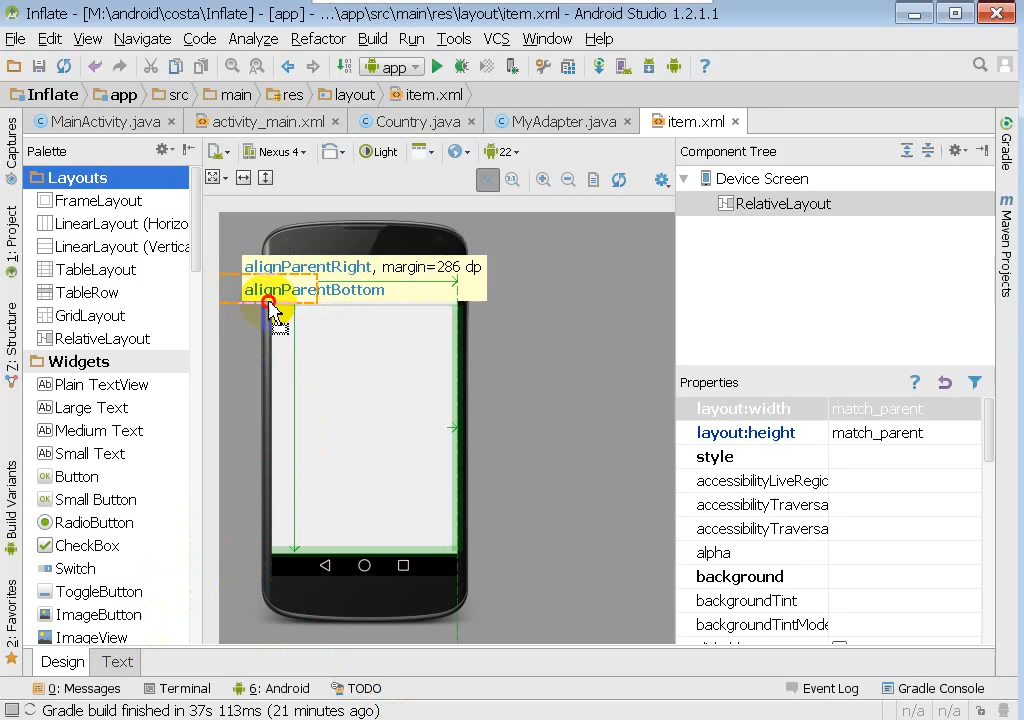 Inflate - [M:\android\costa\Inflate] - [app] - ...\app\src\main\res\layout\item.xml - Android Studio 1.2.1.1
File Edit View Navigate Code Analyze Refactor Build Run Tools VCS Window Help
app
Inflate app src main res layout item.xml
MainActivity.java activity_main.xml Country.java MyAdapter.java item.xml
Captures
1: Project
7: Structure
Build Variants
2: Favorites
Palette
Layouts
FrameLayout
LinearLayout (Horizo
LinearLayout (Vertica
TableLayout
TableRow
GridLayout
RelativeLayout
Widgets
Ab Plain TextView
Ab Large Text
Ab Medium Text
Ab Small Text
OK Button
OK Small Button
RadioButton
CheckBox
Switch
ToggleButton
ImageButton
ImageView
Nexus 4 Light 22
alignParentRight, margin=286 dp
alignParentBottom
Component Tree
Device Screen
RelativeLayout
Properties
layout:width match_parent
layout:height match_parent
style
accessibilityLiveRegic
accessibilityTraversa
accessibilityTraversa
alpha
background
backgroundTint
backgroundTintMode
Gradle
m Maven Projects
Design Text
0: Messages Terminal 6: Android TODO Event Log Gradle Console
Gradle build finished in 37s 113ms (21 minutes ago) n/a n/a